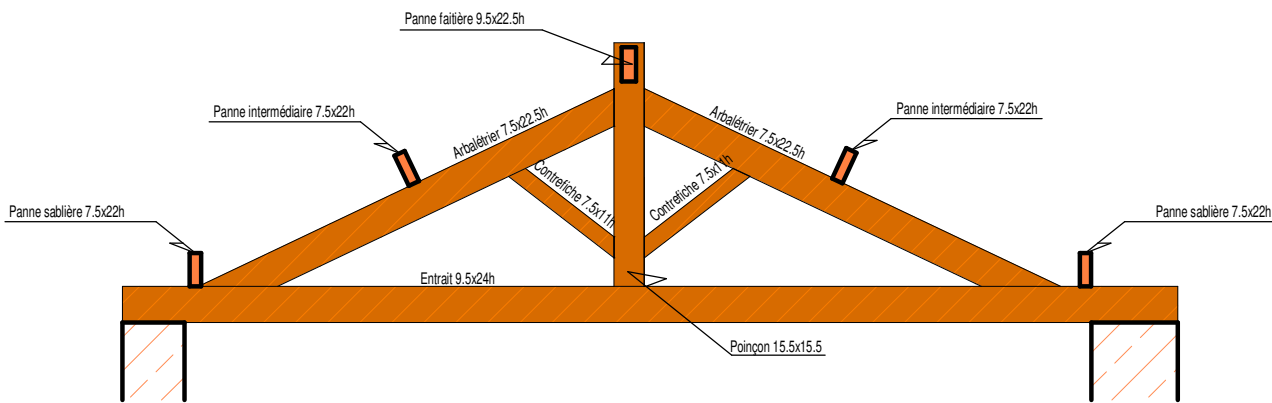 Panne faitière 9.5x22.5h
Panne intermédiaire 7.5x22h
Arbalétrier 7.5x22.5h
Arbalétrier 7.5x22.5h
Panne intermédiaire 7.5x22h
Contrefiche 7.5x11h
Contrefiche 7.5x11h
Panne sablière 7.5x22h
Panne sablière 7.5x22h
Entrait 9.5x24h
Poinçon 15.5x15.5